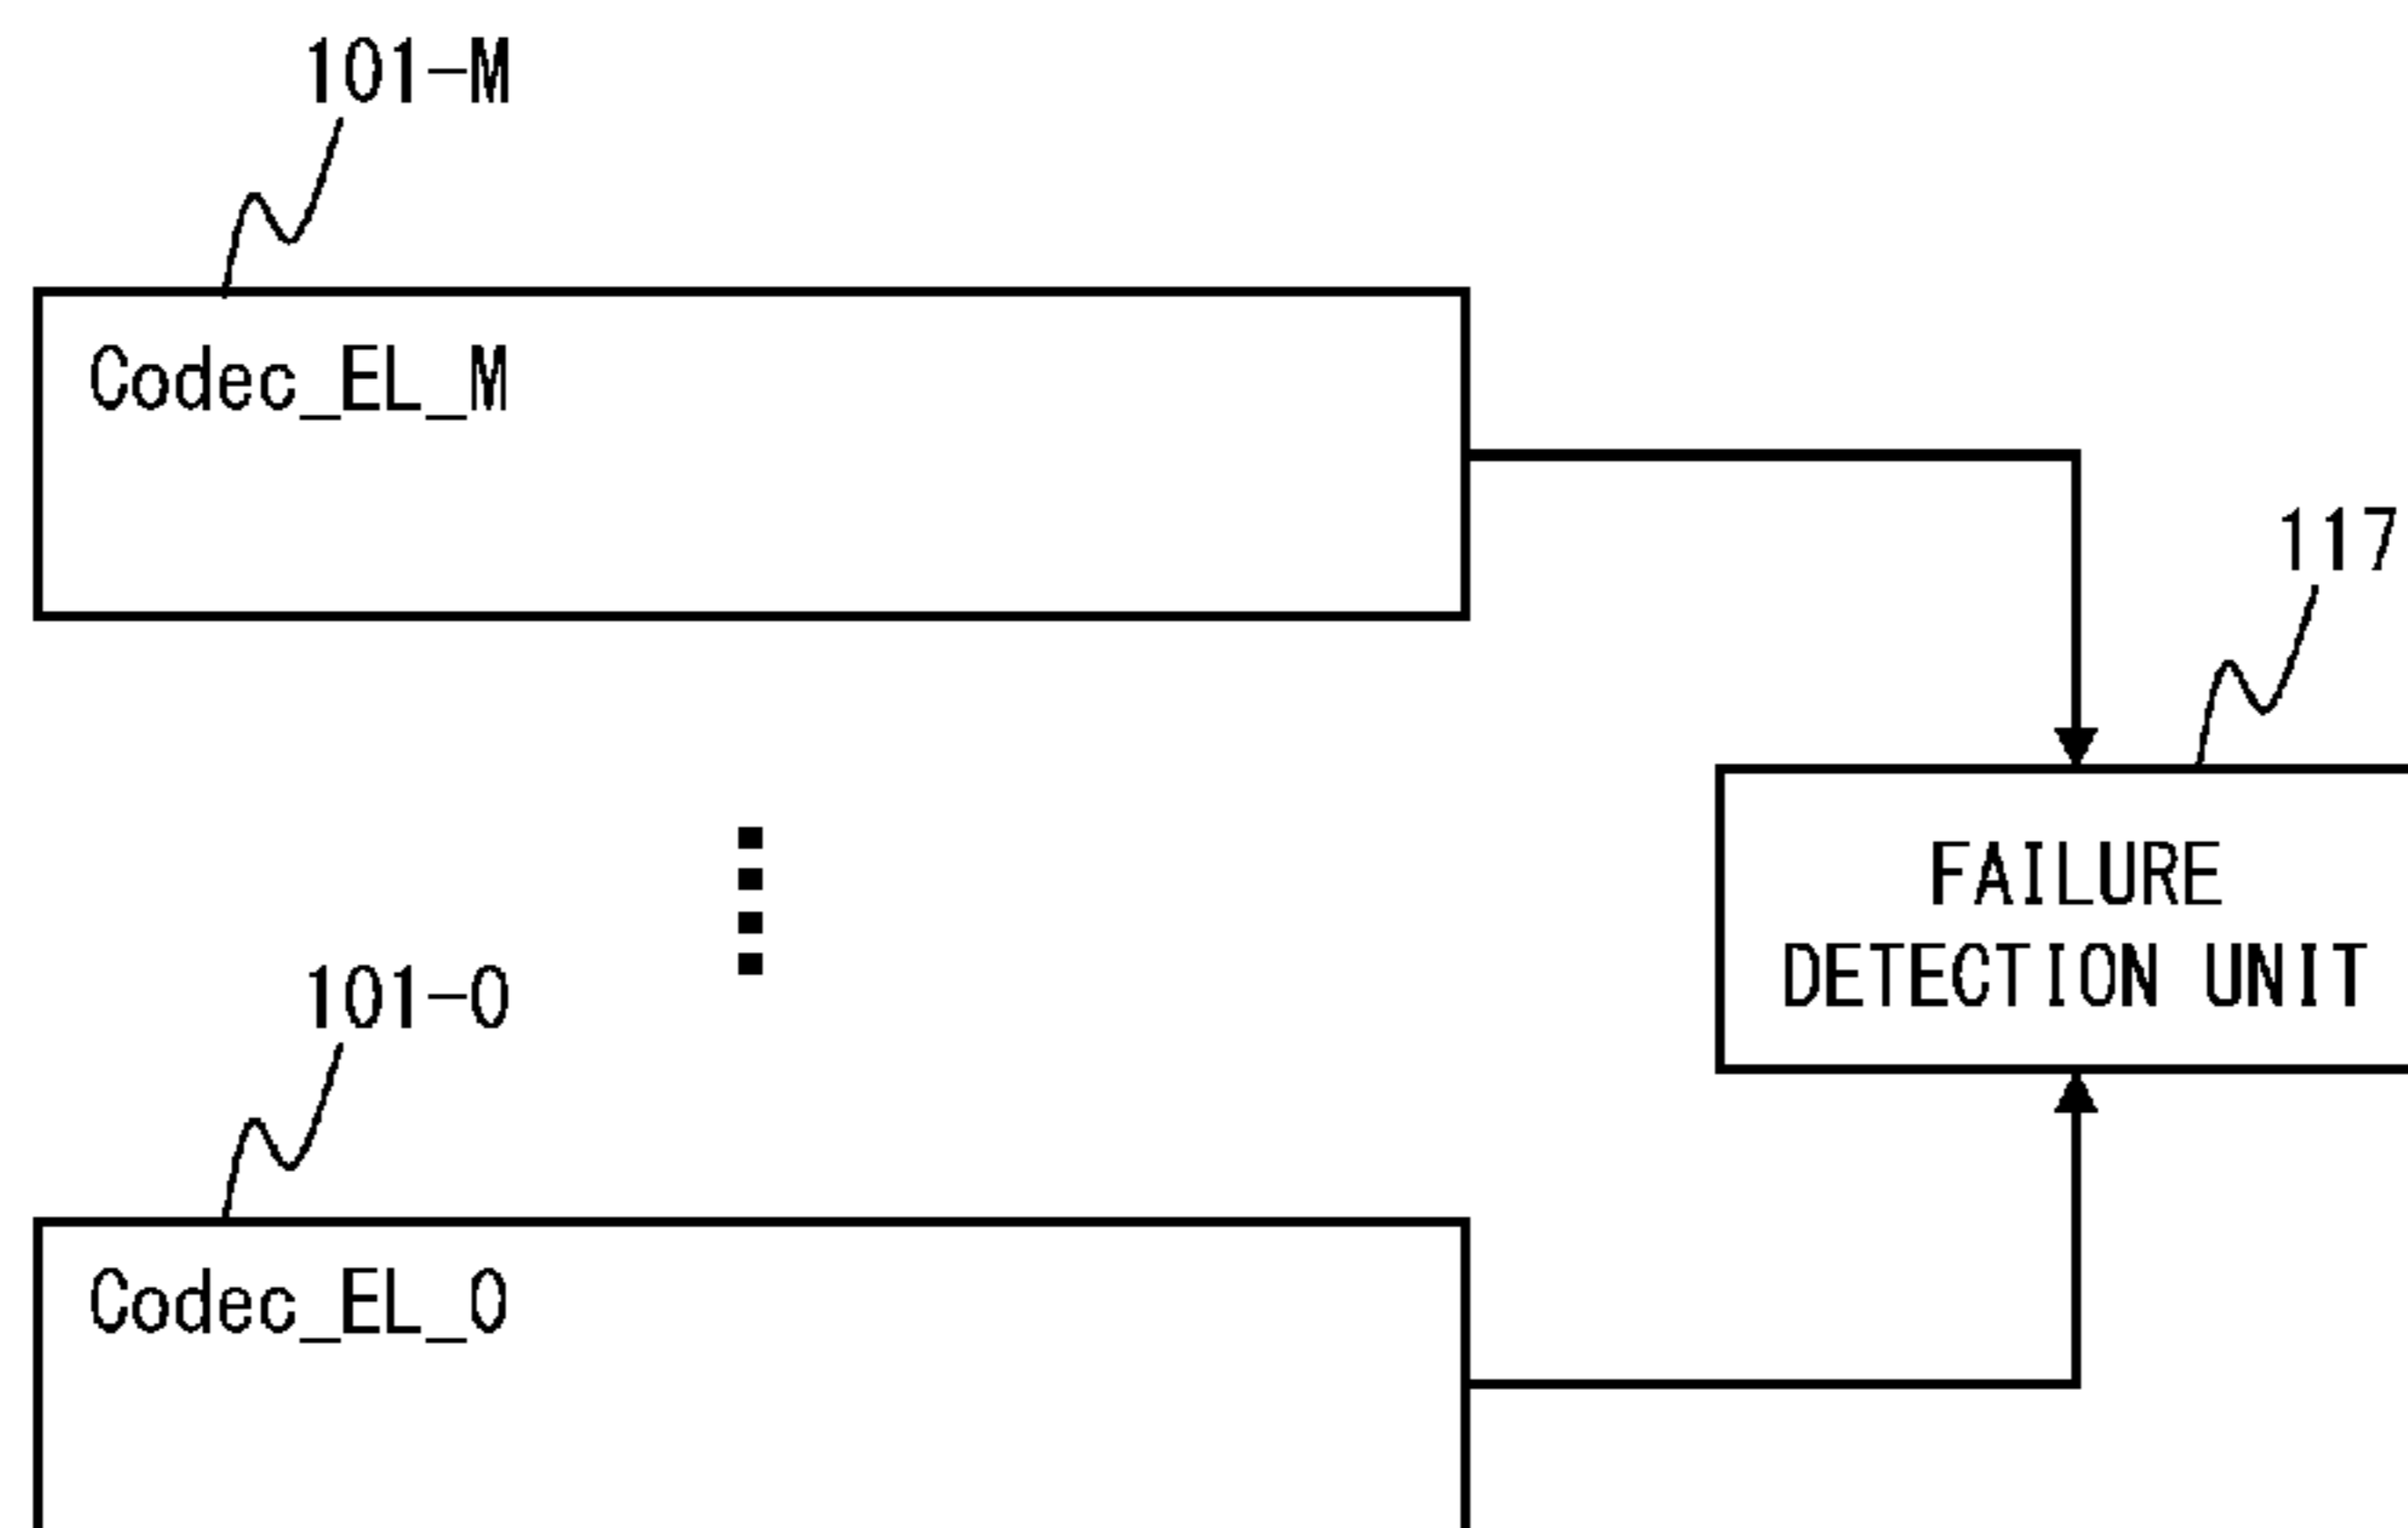 101-M
Codec_EL_M
117
FAILURE
DETECTION UNIT
101-0
Codec_EL_0